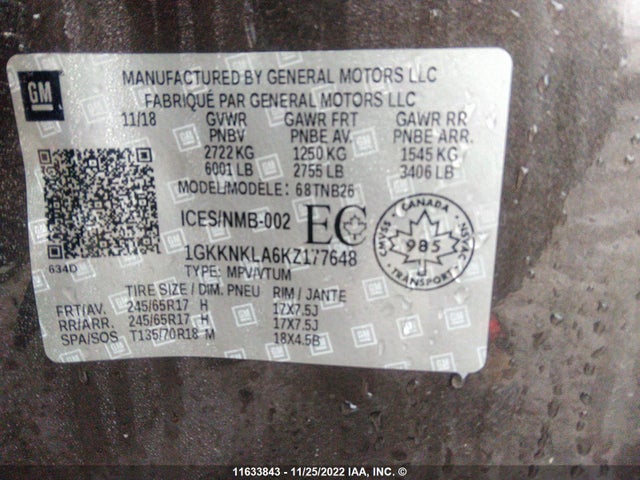 GM
MANUFACTURED BY GENERAL MOTORS LLC
FABRIQUÉ PAR GENERAL MOTORS LLC
11/18 GVWR GAWR FRT GAWR RR
PNBV PNBE AV. PNBE ARR.
2722 KG 1250 KG 1545 KG
6001 LB 2755 LB 3406 LB
MODEL/MODELE: 68TNB26
ICES/NMB-002 EC
CANADA
CMVSS 985 NSVAC
TRANSPORT
634D
1GKKNKLA6KZ177648
TYPE: MPV/VTUM
TIRE SIZE / DIM. PNEU RIM / JANTE
FRT/AV. 245/65R17 H 17X7.5J
RR/ARR. 245/65R17 H 17X7.5J
SPA/SOS T135/70R18 M 18X4.5B
11633843 - 11/25/2022 IAA, INC. ©